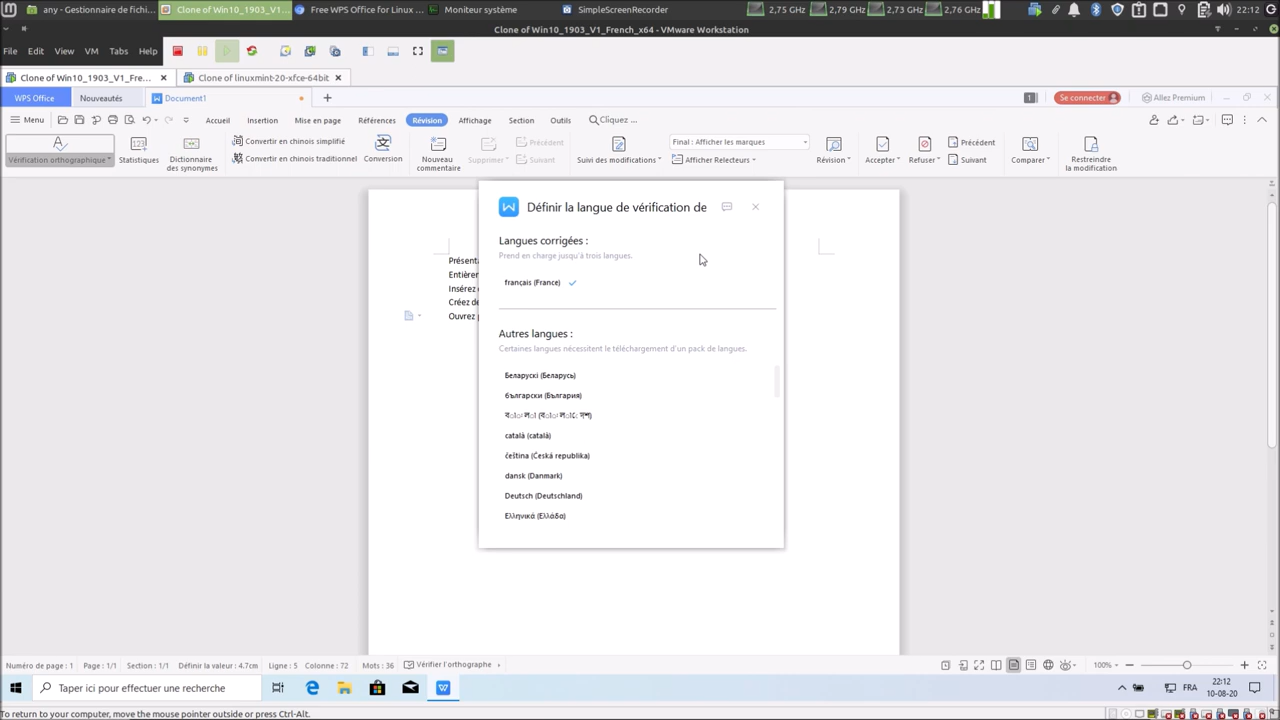 any - Gestionnaire de fichi...
Clone of Win10_1903_V1...
Free WPS Office for Linux ...
Moniteur système
SimpleScreenRecorder
2,75 GHz
2,79 GHz
2,73 GHz
2,76 GHz
22:12
Clone of Win10_1903_V1_French_x64 - VMware Workstation
File Edit View VM Tabs Help
Clone of Win10_1903_V1_Fre...
Clone of linuxmint-20-xfce-64bit
WPS Office
Nouveautés
Document1
1
Se connecter
Allez Premium
Menu
Accueil
Insertion
Mise en page
Références
Révision
Affichage
Section
Outils
Cliquez ...
Vérification orthographique
Statistiques
Dictionnaire
des synonymes
Convertir en chinois simplifié
Convertir en chinois traditionnel
Conversion
Nouveau
commentaire
Supprimer
Précédent
Suivant
Suivi des modifications
Final : Afficher les marques
Afficher Relecteurs
Révision
Accepter
Refuser
Précédent
Suivant
Comparer
Restreindre
la modification
Présenta
Entièrer
Insérez
Créez de
Ouvrez
Définir la langue de vérification de
Langues corrigées :
Prend en charge jusqu'à trois langues.
français (France)
Autres langues :
Certaines langues nécessitent le téléchargement d'un pack de langues.
Беларускі (Беларусь)
български (България)
català (català)
čeština (Česká republika)
dansk (Danmark)
Deutsch (Deutschland)
Ελληνικά (Ελλάδα)
Numéro de page : 1
Page : 1/1
Section : 1/1
Définir la valeur : 4.7cm
Ligne : 5
Colonne : 72
Mots : 36
Vérifier l'orthographe
100%
Taper ici pour effectuer une recherche
FRA
22:12
10-08-20
To return to your computer, move the mouse pointer outside or press Ctrl-Alt.